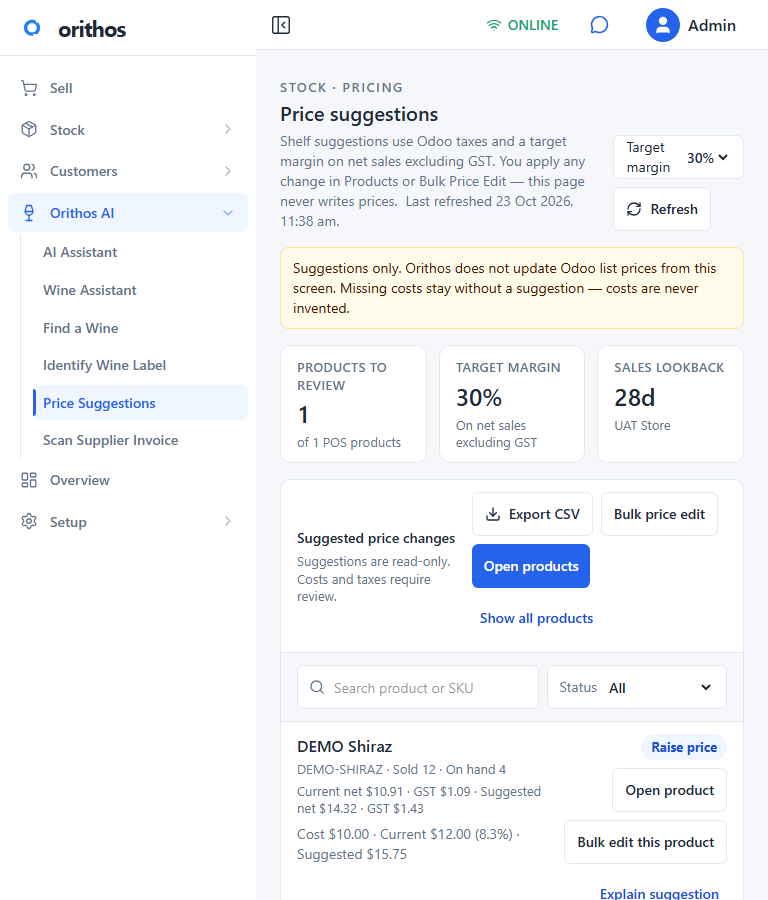 orithos
ONLINE
Admin
Sell
Stock
Customers
Orithos AI
AI Assistant
Wine Assistant
Find a Wine
Identify Wine Label
Price Suggestions
Scan Supplier Invoice
Overview
Setup
STOCK · PRICING
Price suggestions
Shelf suggestions use Odoo taxes and a target
margin on net sales excluding GST. You apply any
change in Products or Bulk Price Edit — this page
never writes prices. Last refreshed 23 Oct 2026,
11:38 am.
Target
margin
30%
Refresh
Suggestions only. Orithos does not update Odoo list prices from this
screen. Missing costs stay without a suggestion — costs are never
invented.
PRODUCTS TO
REVIEW
1
of 1 POS products
TARGET MARGIN
30%
On net sales
excluding GST
SALES LOOKBACK
28d
UAT Store
Suggested price changes
Suggestions are read-only.
Costs and taxes require
review.
Export CSV
Bulk price edit
Open products
Show all products
Search product or SKU
Status All
DEMO Shiraz
DEMO-SHIRAZ · Sold 12 · On hand 4
Current net $10.91 · GST $1.09 · Suggested
net $14.32 · GST $1.43
Cost $10.00 · Current $12.00 (8.3%) ·
Suggested $15.75
Raise price
Open product
Bulk edit this product
Explain suggestion